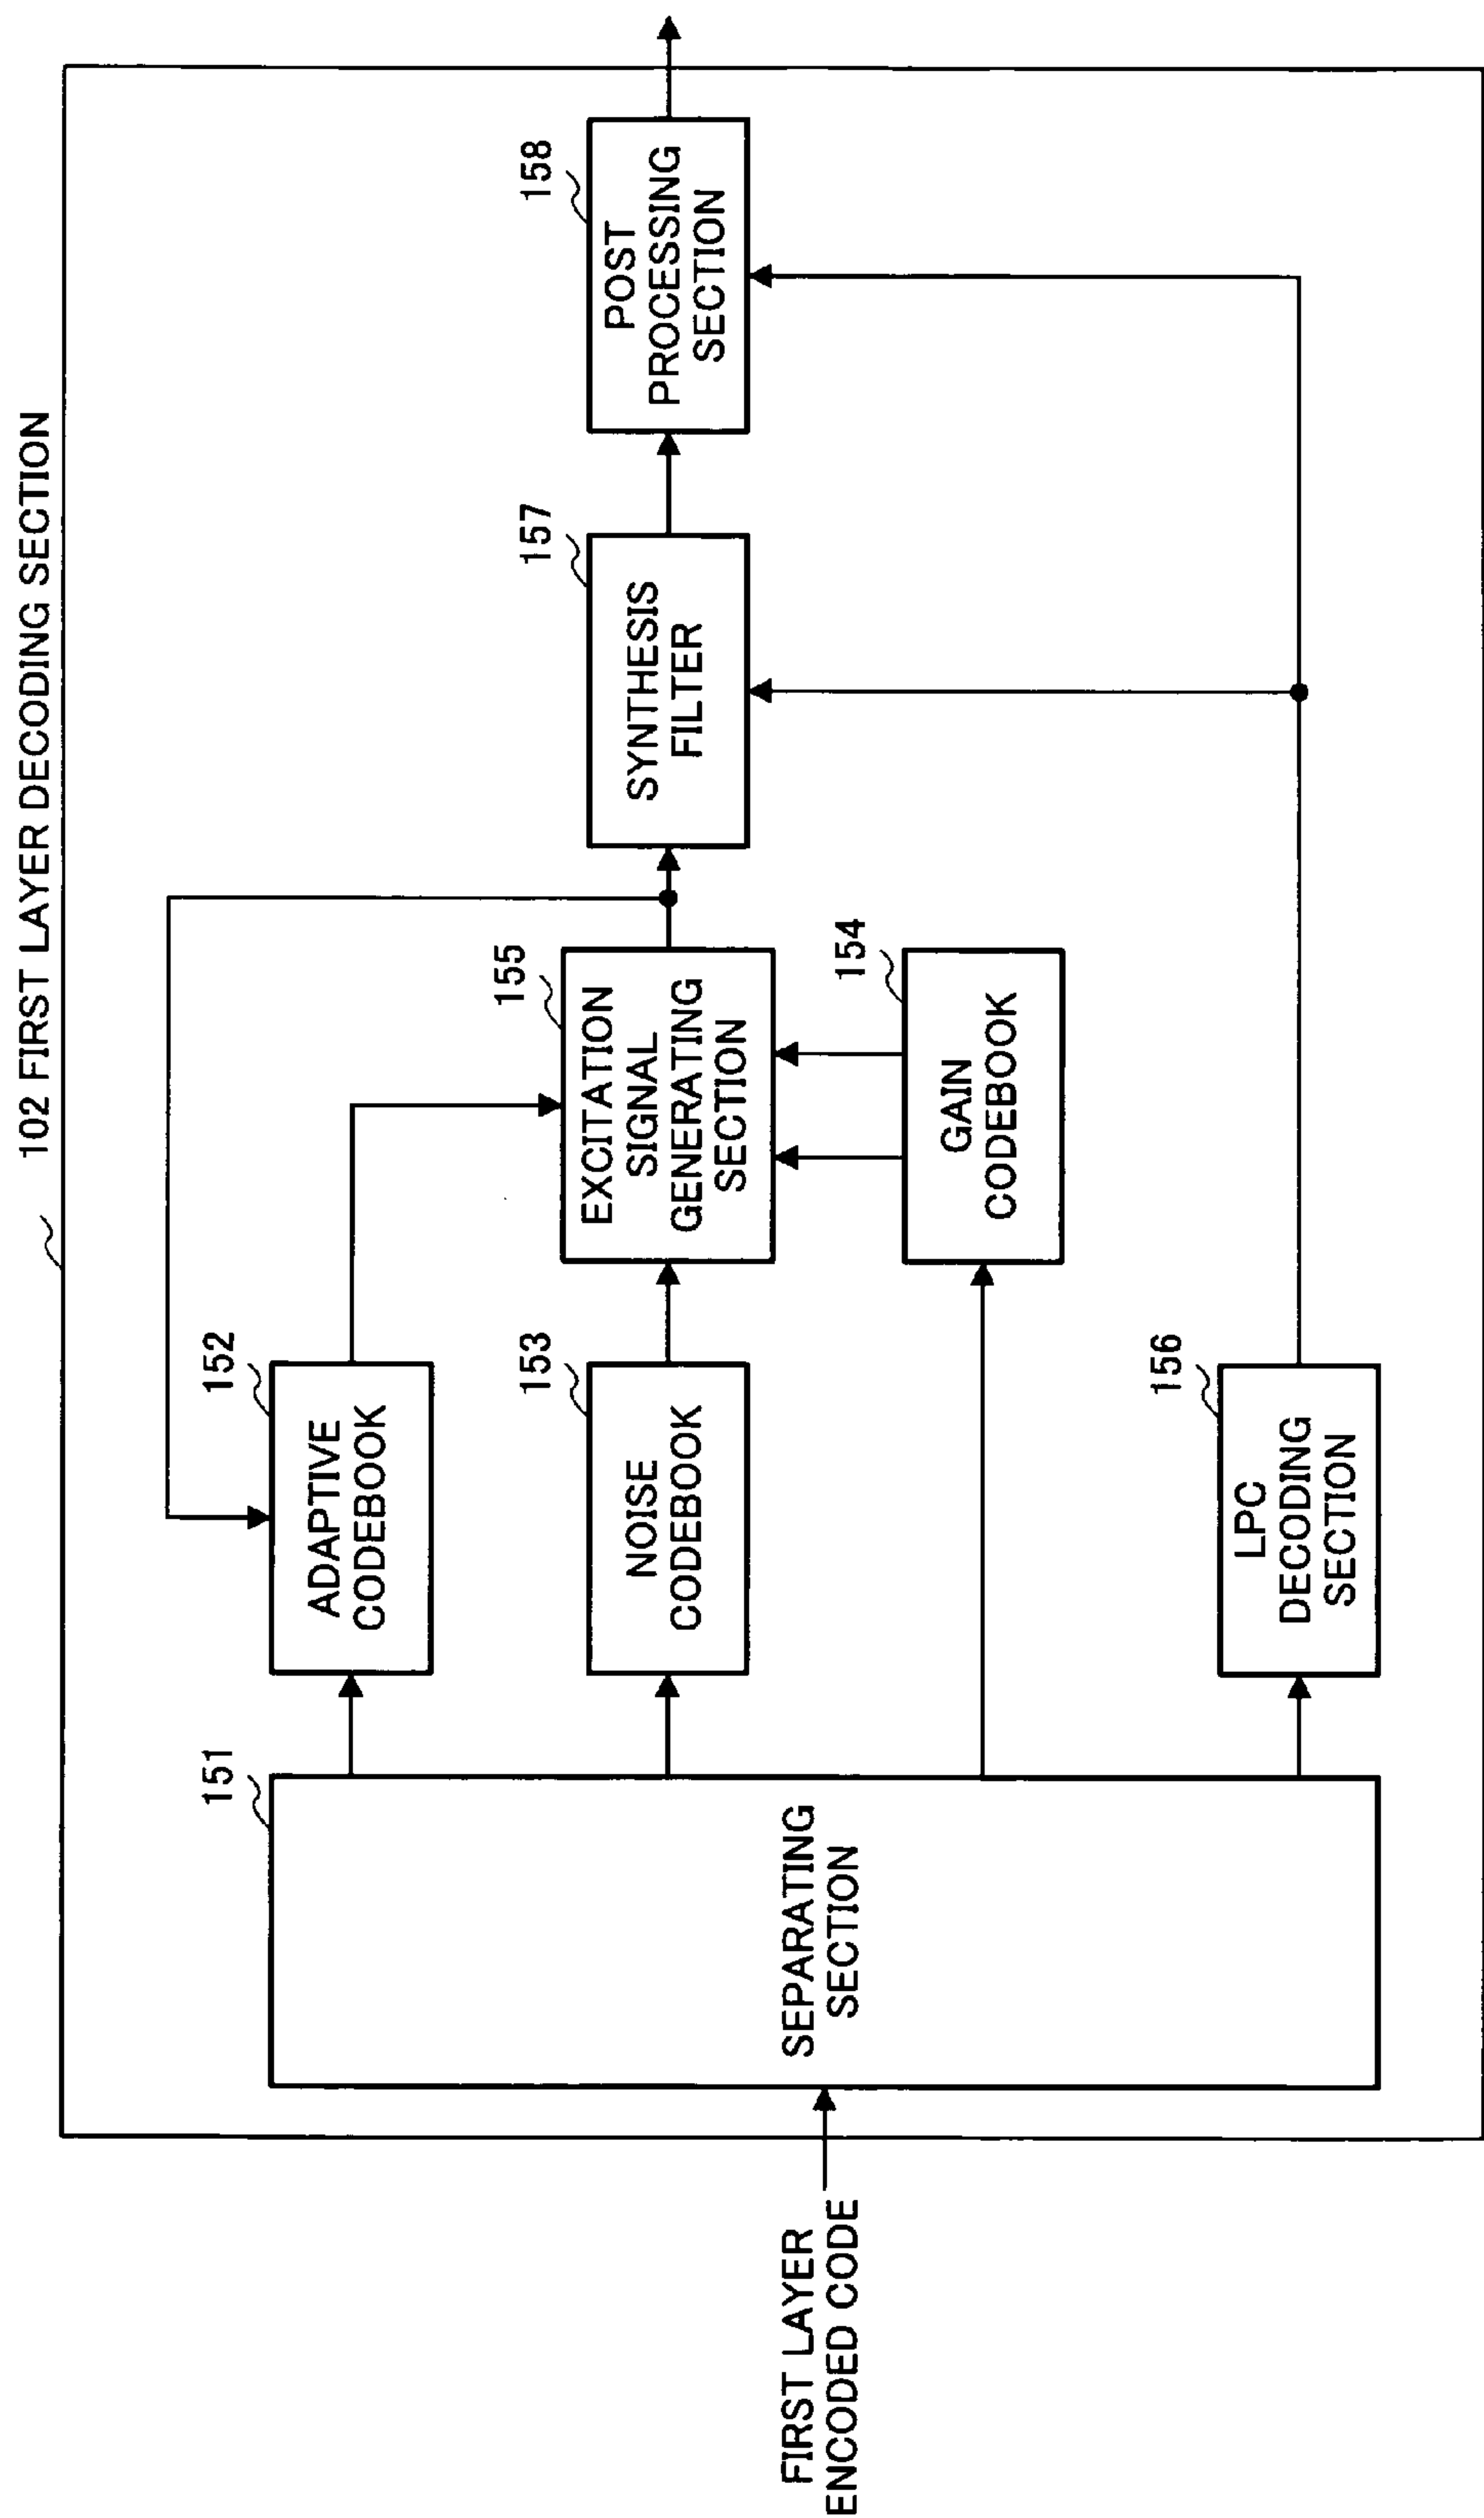 102 FIRST LAYER DECODING SECTION
FIRST LAYER
ENCODED CODE
151
SEPARATING
SECTION
152
ADAPTIVE
CODEBOOK
153
NOISE
CODEBOOK
154
GAIN
CODEBOOK
155
EXCITATION
SIGNAL
GENERATING
SECTION
156
LPC
DECODING
SECTION
157
SYNTHESIS
FILTER
158
POST
PROCESSING
SECTION